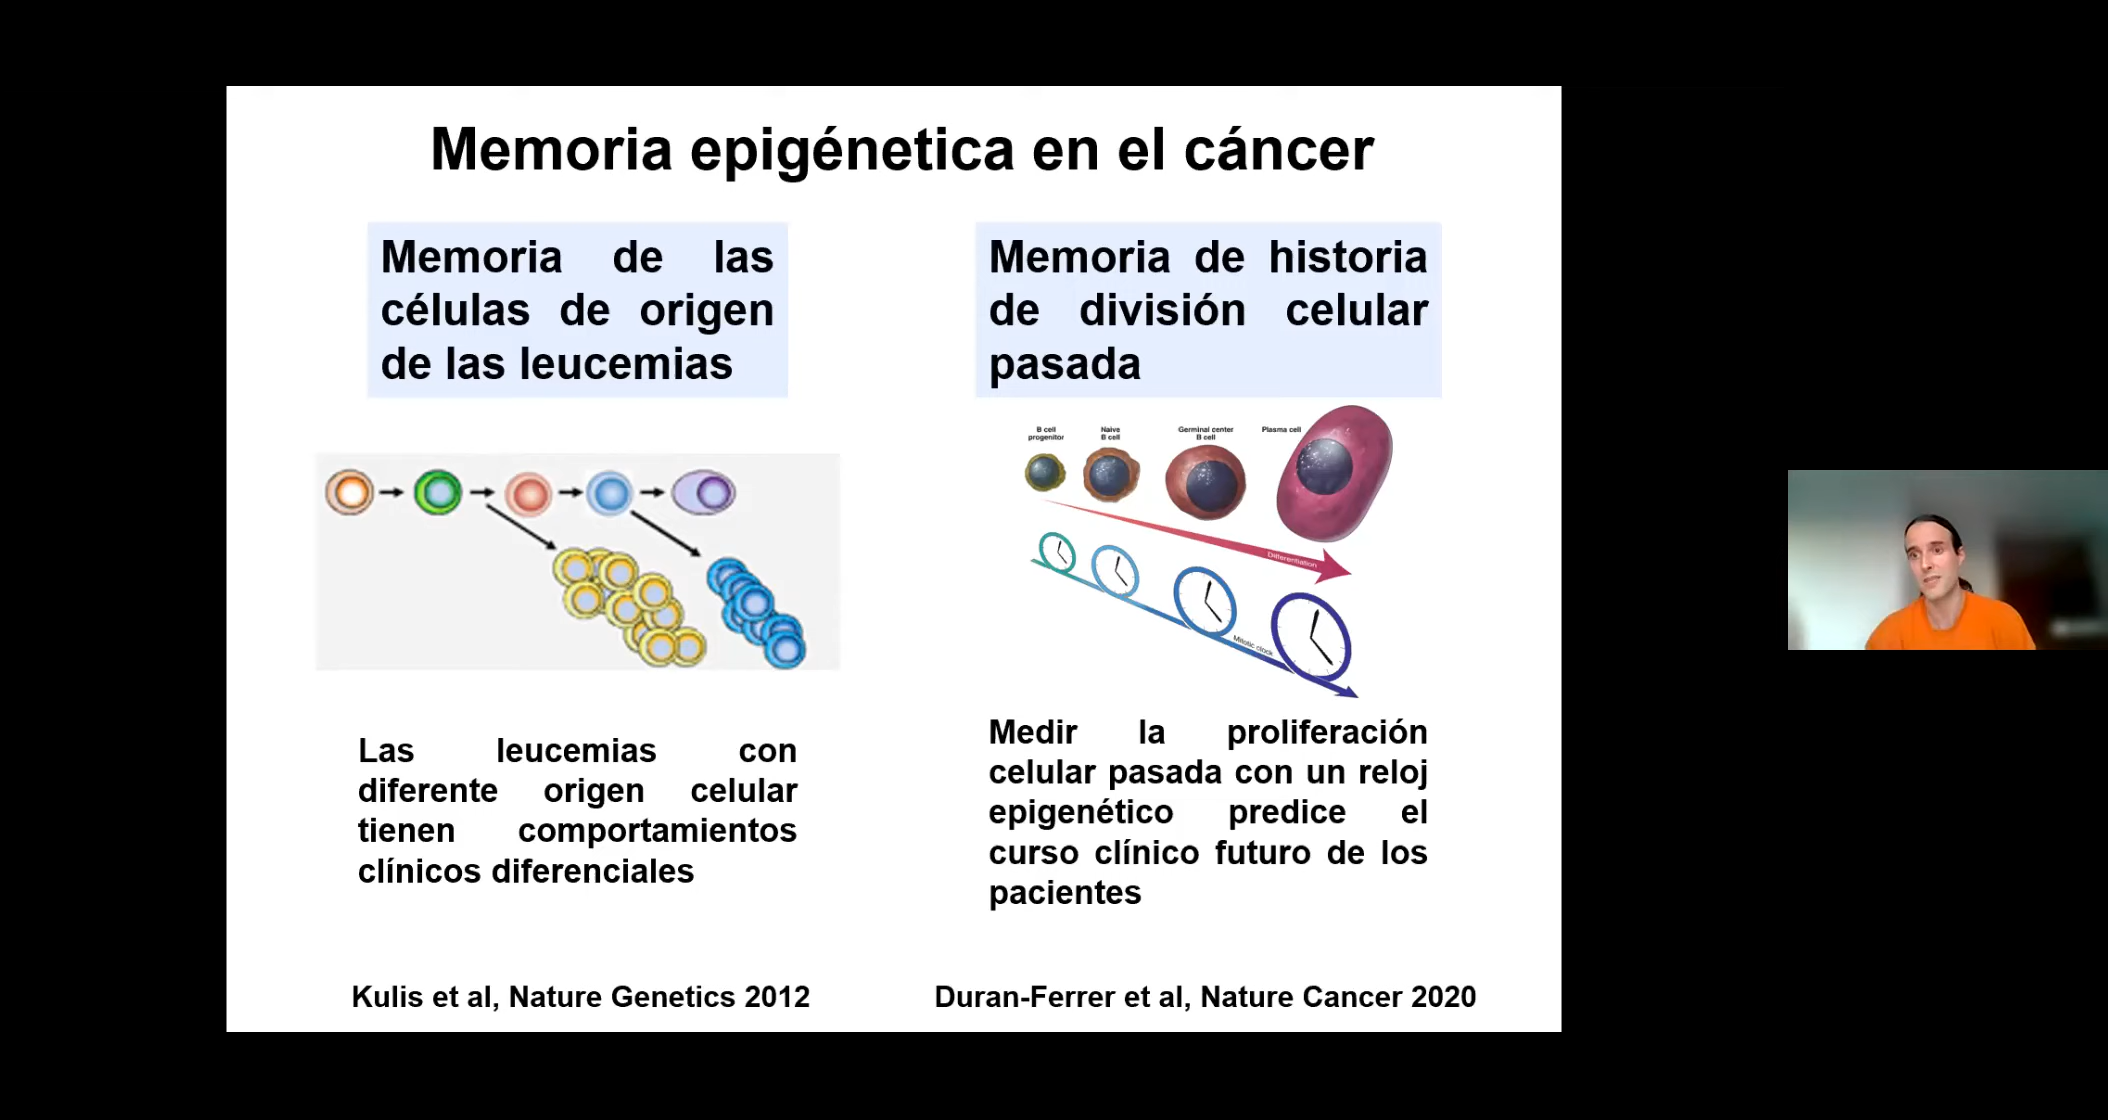 Memoria epigénetica en el cáncer
Memoria de las
células de origen
de las leucemias
Las leucemias con
diferente origen celular
tienen comportamientos
clínicos diferenciales
Kulis et al, Nature Genetics 2012
Memoria de historia
de división celular
pasada
B cell
progenitor
Naive
B cell
Germinal center
B cell
Plasma cell
Differentiation
Mitotic clock
Medir la proliferación
celular pasada con un reloj
epigenético predice el
curso clínico futuro de los
pacientes
Duran-Ferrer et al, Nature Cancer 2020